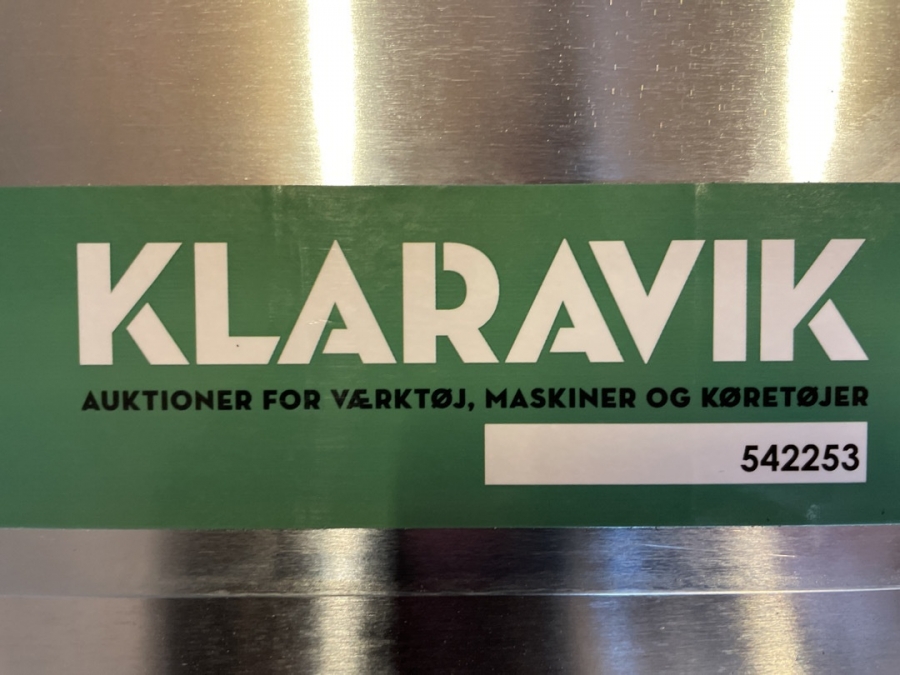 KLARAVIK
AUKTIONER FOR VÆRKTØJ, MASKINER OG KØRETØJER
542253